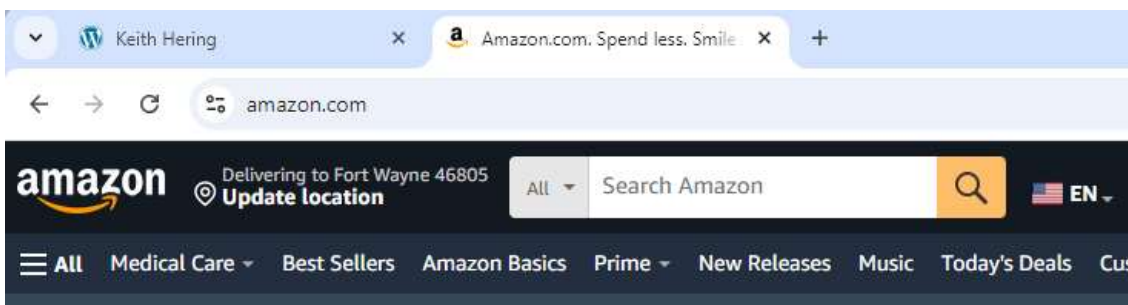 Keith Hering
Amazon.com. Spend less. Smile
amazon.com
amazon Delivering to Fort Wayne 46805
Update location
All Search Amazon EN
All Medical Care Best Sellers Amazon Basics Prime New Releases Music Today's Deals